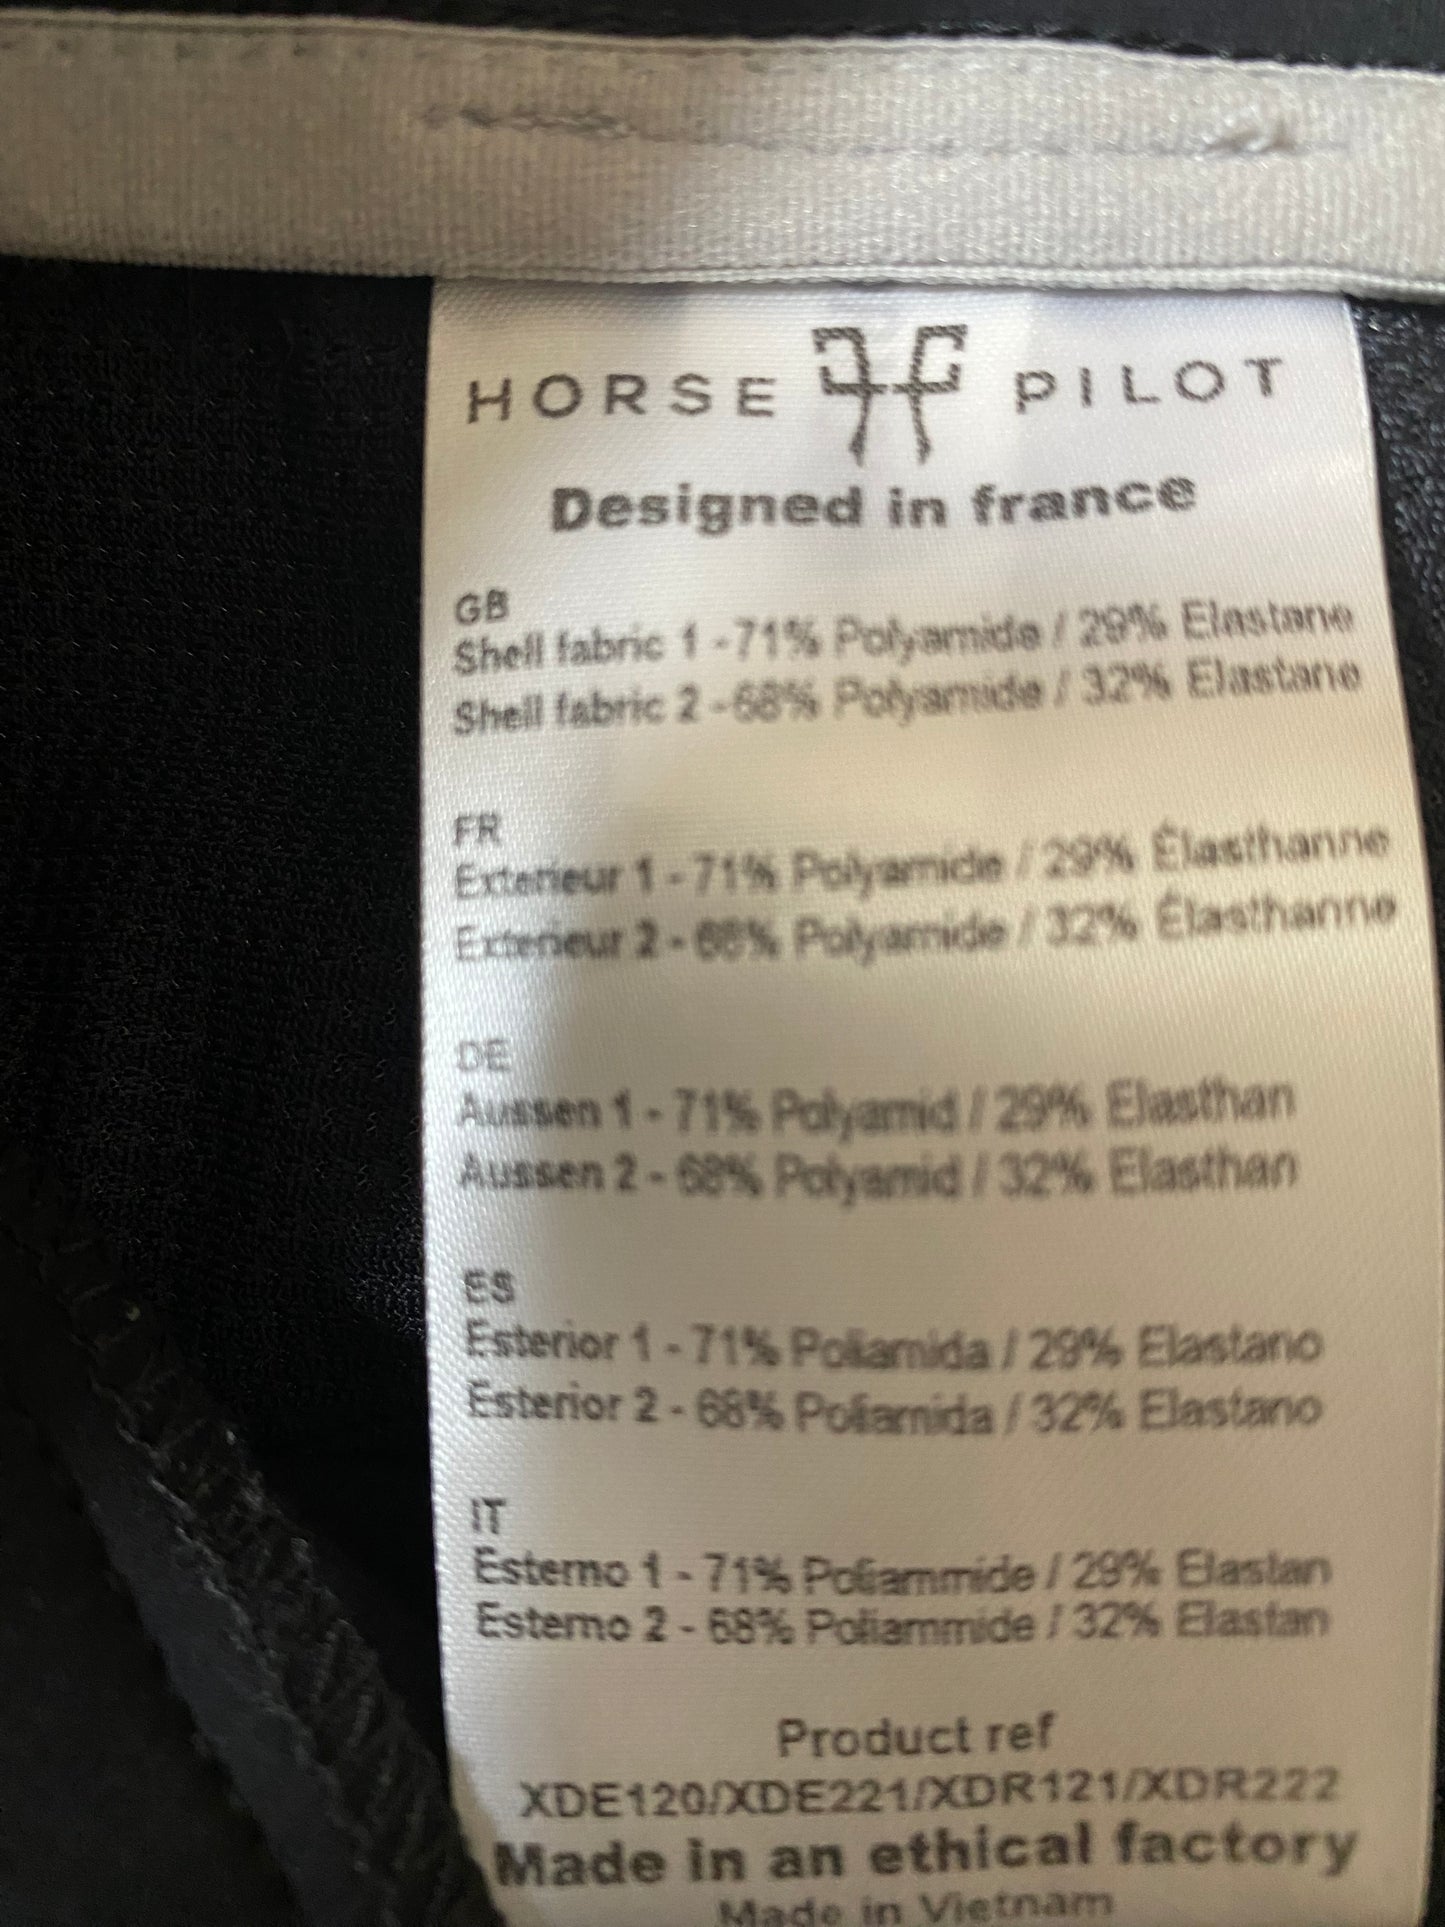 HORSE PILOT
Designed in france
GB
Shell fabric 1 - 71% Polyamide / 29% Elastane
Shell fabric 2 - 68% Polyamide / 32% Elastane
FR
Exterieur 1 - 71% Polyamide / 29% Élasthanne
Exterieur 2 - 68% Polyamide / 32% Élasthanne
DE
Aussen 1 - 71% Polyamid / 29% Elasthan
Aussen 2 - 68% Polyamid / 32% Elasthan
ES
Esterior 1 - 71% Poliamida / 29% Elastano
Esterior 2 - 68% Poliamida / 32% Elastano
IT
Esterno 1 - 71% Poliammide / 29% Elastan
Esterno 2 - 68% Poliammide / 32% Elastan
Product ref
XDE120/XDE221/XDR121/XDR222
Made in an ethical factory
Made in Vietnam